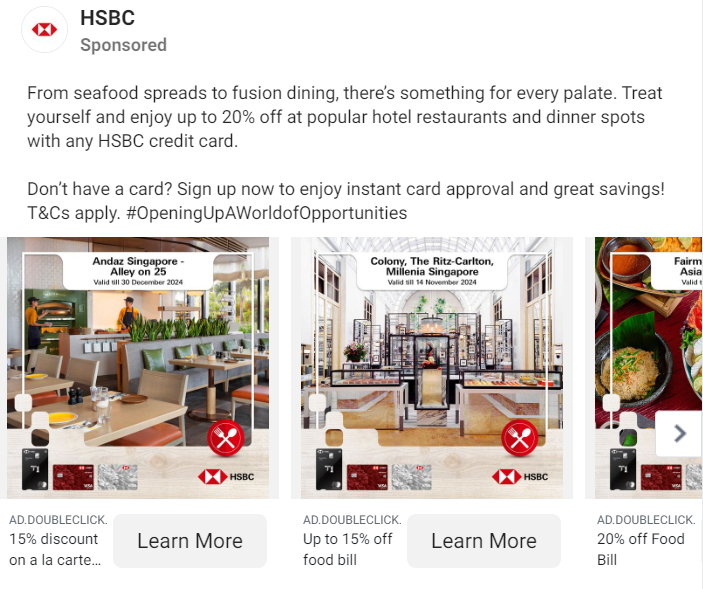 HSBC
Sponsored
From seafood spreads to fusion dining, there’s something for every palate. Treat
yourself and enjoy up to 20% off at popular hotel restaurants and dinner spots
with any HSBC credit card.
Don’t have a card? Sign up now to enjoy instant card approval and great savings!
T&Cs apply. #OpeningUpAWorldofOpportunities
Andaz Singapore -
Alley on 25
Valid till 30 December 2024
HSBC
AD.DOUBLECLICK.
15% discount
on a la carte...
Learn More
Colony, The Ritz-Carlton,
Millenia Singapore
Valid till 14 November 2024
HSBC
AD.DOUBLECLICK.
Up to 15% off
food bill
Learn More
Fairm
Asia
Valid t
AD.DOUBLECLICK.
20% off Food
Bill